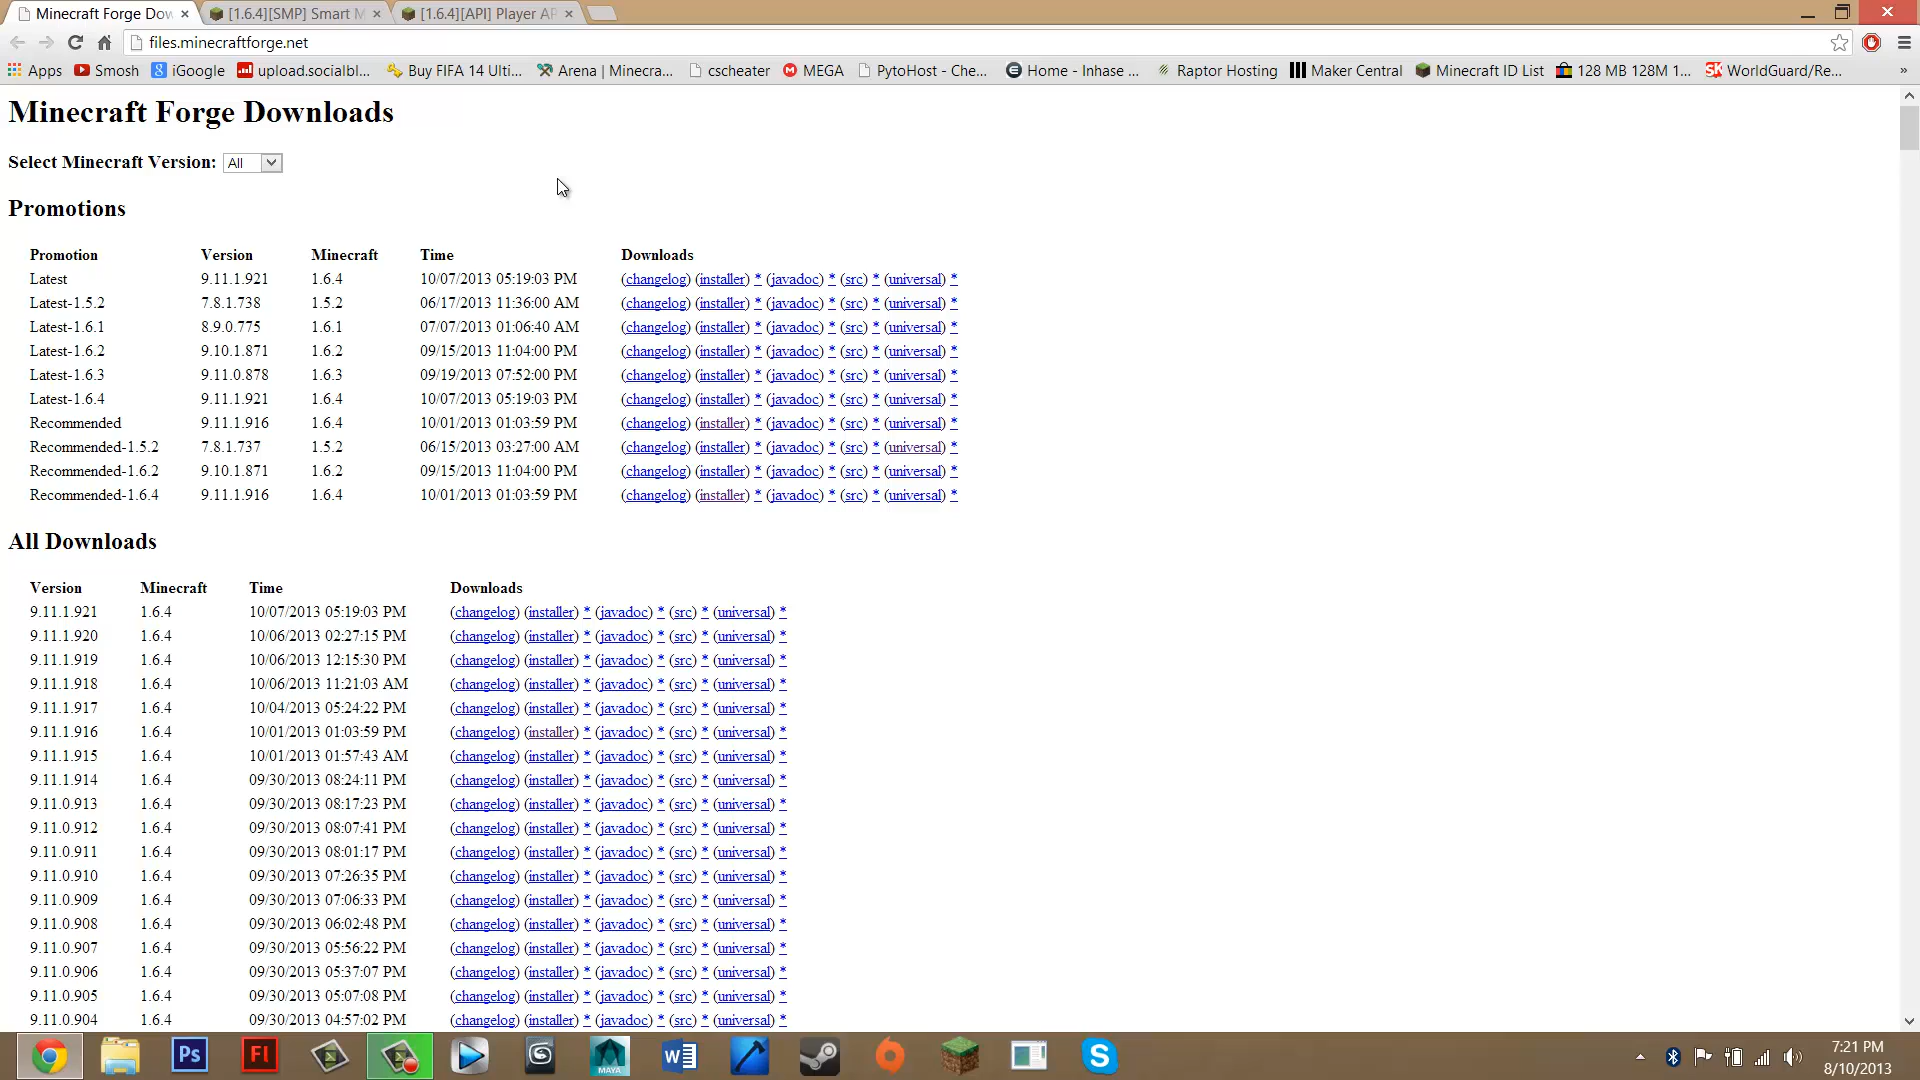 Minecraft Forge Dov
[1.6.4][SMP] Smart M
[1.6.4][API] Player AP
files.minecraftforge.net
Apps Smosh iGoogle upload.socialbl... Buy FIFA 14 Ulti... Arena | Minecra... cscheater MEGA PytoHost - Che... Home - Inhase ... Raptor Hosting Maker Central Minecraft ID List 128 MB 128M 1... WorldGuard/Re... »
Minecraft Forge Downloads
Select Minecraft Version: All
Promotions
Promotion Version Minecraft Time Downloads
Latest 9.11.1.921 1.6.4 10/07/2013 05:19:03 PM (changelog) (installer) * (javadoc) * (src) * (universal) *
Latest-1.5.2 7.8.1.738 1.5.2 06/17/2013 11:36:00 AM (changelog) (installer) * (javadoc) * (src) * (universal) *
Latest-1.6.1 8.9.0.775 1.6.1 07/07/2013 01:06:40 AM (changelog) (installer) * (javadoc) * (src) * (universal) *
Latest-1.6.2 9.10.1.871 1.6.2 09/15/2013 11:04:00 PM (changelog) (installer) * (javadoc) * (src) * (universal) *
Latest-1.6.3 9.11.0.878 1.6.3 09/19/2013 07:52:00 PM (changelog) (installer) * (javadoc) * (src) * (universal) *
Latest-1.6.4 9.11.1.921 1.6.4 10/07/2013 05:19:03 PM (changelog) (installer) * (javadoc) * (src) * (universal) *
Recommended 9.11.1.916 1.6.4 10/01/2013 01:03:59 PM (changelog) (installer) * (javadoc) * (src) * (universal) *
Recommended-1.5.2 7.8.1.737 1.5.2 06/15/2013 03:27:00 AM (changelog) (installer) * (javadoc) * (src) * (universal) *
Recommended-1.6.2 9.10.1.871 1.6.2 09/15/2013 11:04:00 PM (changelog) (installer) * (javadoc) * (src) * (universal) *
Recommended-1.6.4 9.11.1.916 1.6.4 10/01/2013 01:03:59 PM (changelog) (installer) * (javadoc) * (src) * (universal) *
All Downloads
Version Minecraft Time Downloads
9.11.1.921 1.6.4 10/07/2013 05:19:03 PM (changelog) (installer) * (javadoc) * (src) * (universal) *
9.11.1.920 1.6.4 10/06/2013 02:27:15 PM (changelog) (installer) * (javadoc) * (src) * (universal) *
9.11.1.919 1.6.4 10/06/2013 12:15:30 PM (changelog) (installer) * (javadoc) * (src) * (universal) *
9.11.1.918 1.6.4 10/06/2013 11:21:03 AM (changelog) (installer) * (javadoc) * (src) * (universal) *
9.11.1.917 1.6.4 10/04/2013 05:24:22 PM (changelog) (installer) * (javadoc) * (src) * (universal) *
9.11.1.916 1.6.4 10/01/2013 01:03:59 PM (changelog) (installer) * (javadoc) * (src) * (universal) *
9.11.1.915 1.6.4 10/01/2013 01:57:43 AM (changelog) (installer) * (javadoc) * (src) * (universal) *
9.11.1.914 1.6.4 09/30/2013 08:24:11 PM (changelog) (installer) * (javadoc) * (src) * (universal) *
9.11.0.913 1.6.4 09/30/2013 08:17:23 PM (changelog) (installer) * (javadoc) * (src) * (universal) *
9.11.0.912 1.6.4 09/30/2013 08:07:41 PM (changelog) (installer) * (javadoc) * (src) * (universal) *
9.11.0.911 1.6.4 09/30/2013 08:01:17 PM (changelog) (installer) * (javadoc) * (src) * (universal) *
9.11.0.910 1.6.4 09/30/2013 07:26:35 PM (changelog) (installer) * (javadoc) * (src) * (universal) *
9.11.0.909 1.6.4 09/30/2013 07:06:33 PM (changelog) (installer) * (javadoc) * (src) * (universal) *
9.11.0.908 1.6.4 09/30/2013 06:02:48 PM (changelog) (installer) * (javadoc) * (src) * (universal) *
9.11.0.907 1.6.4 09/30/2013 05:56:22 PM (changelog) (installer) * (javadoc) * (src) * (universal) *
9.11.0.906 1.6.4 09/30/2013 05:37:07 PM (changelog) (installer) * (javadoc) * (src) * (universal) *
9.11.0.905 1.6.4 09/30/2013 05:07:08 PM (changelog) (installer) * (javadoc) * (src) * (universal) *
9.11.0.904 1.6.4 09/30/2013 04:57:02 PM (changelog) (installer) * (javadoc) * (src) * (universal) *
Ps Fl MAYA W S
7:21 PM
8/10/2013